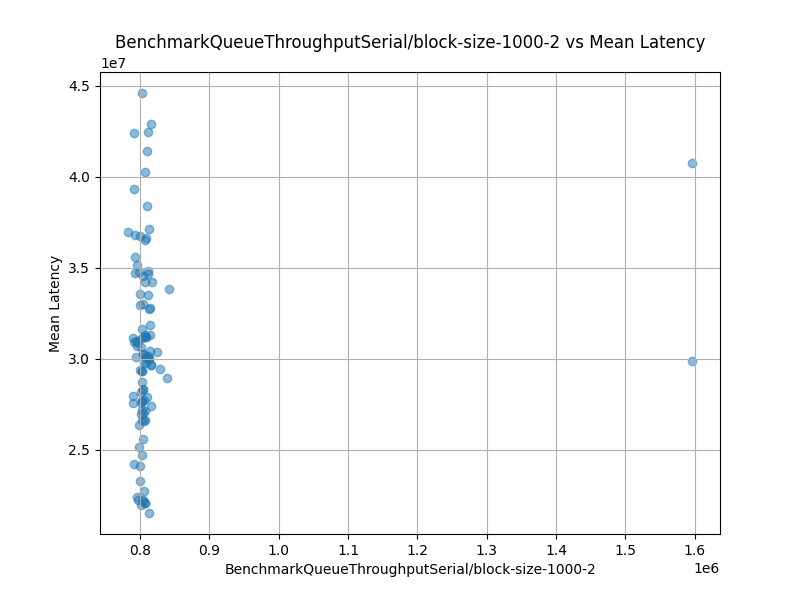 BenchmarkQueueThroughputSerial/block-size-1000-2 vs Mean Latency
1e7
4.5
4.0
3.5
3.0
2.5
Mean Latency
0.8 0.9 1.0 1.1 1.2 1.3 1.4 1.5 1.6
BenchmarkQueueThroughputSerial/block-size-1000-2
1e6